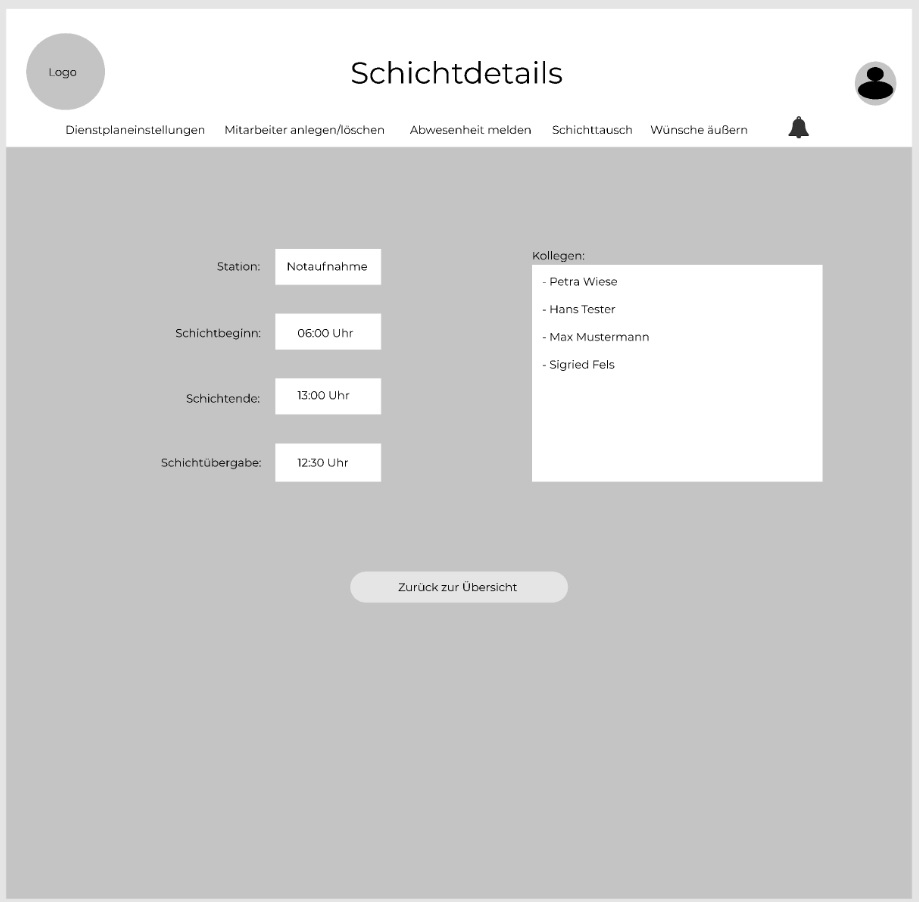 Logo
Schichtdetails
Dienstplaneinstellungen Mitarbeiter anlegen/löschen Abwesenheit melden Schichttausch Wünsche äußern
Station: Notaufnahme
Schichtbeginn: 06:00 Uhr
Schichtende: 13:00 Uhr
Schichtübergabe: 12:30 Uhr
Kollegen:
- Petra Wiese
- Hans Tester
- Max Mustermann
- Sigried Fels
Zurück zur Übersicht